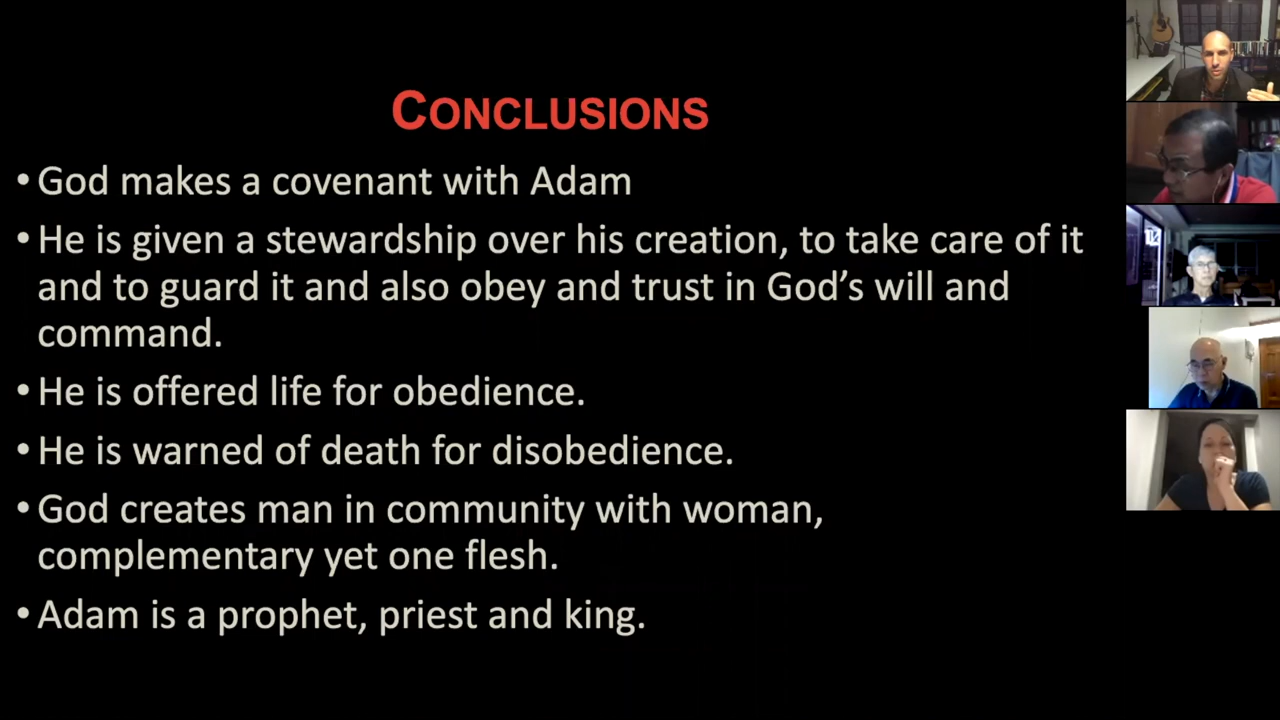 CONCLUSIONS
• God makes a covenant with Adam
• He is given a stewardship over his creation, to take care of it
and to guard it and also obey and trust in God’s will and
command.
• He is offered life for obedience.
• He is warned of death for disobedience.
• God creates man in community with woman,
complementary yet one flesh.
• Adam is a prophet, priest and king.